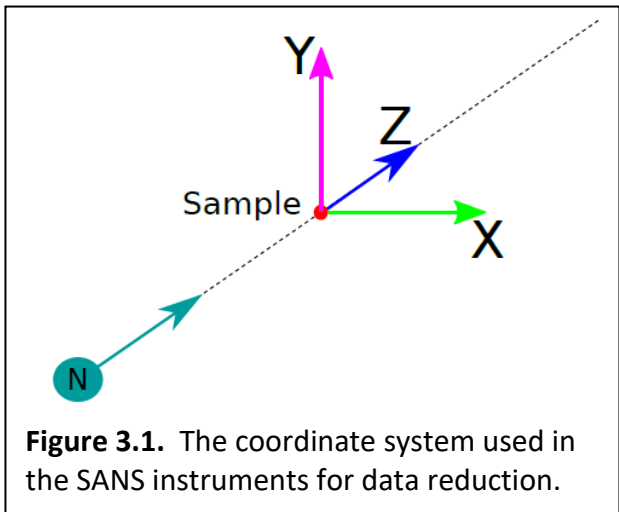 Y
Z
Sample
X
N
Figure 3.1. The coordinate system used in
the SANS instruments for data reduction.